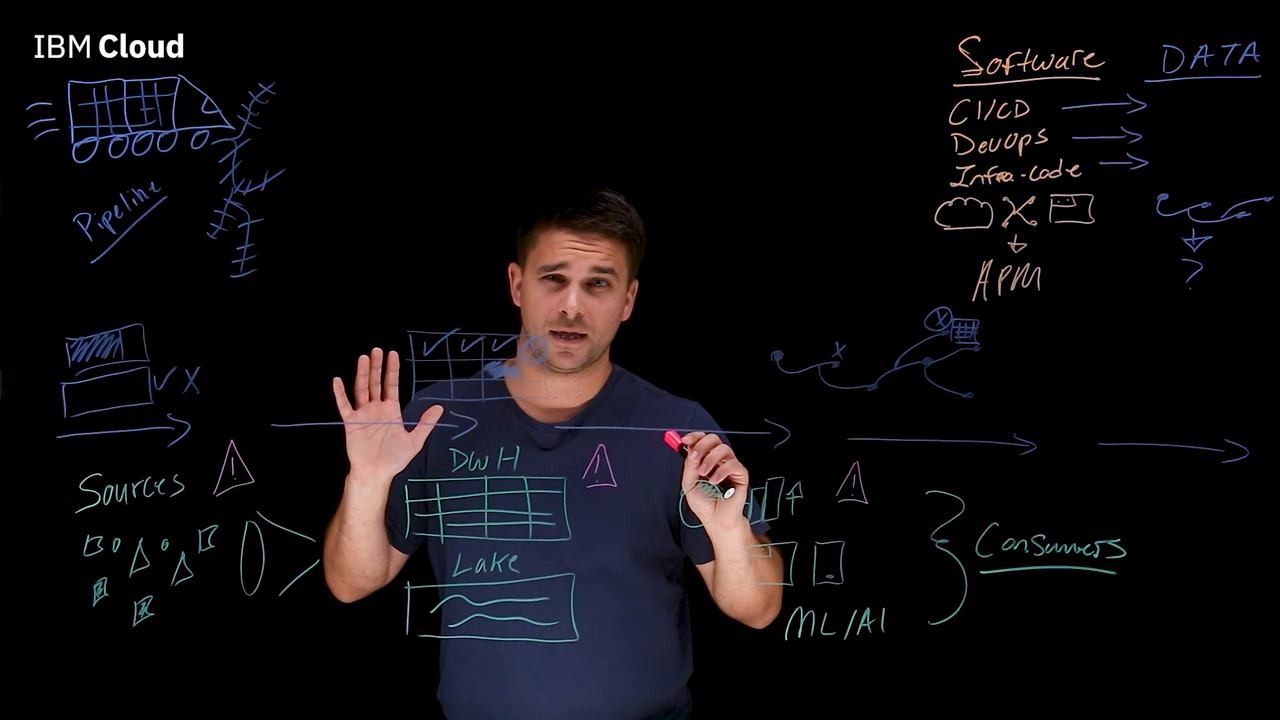 IBM Cloud
Pipeline
Software
DATA
CI/CD
DevOps
Infra-code
APM
?
Sources
!
DWH
Lake
!
!
ML/AI
Consumers